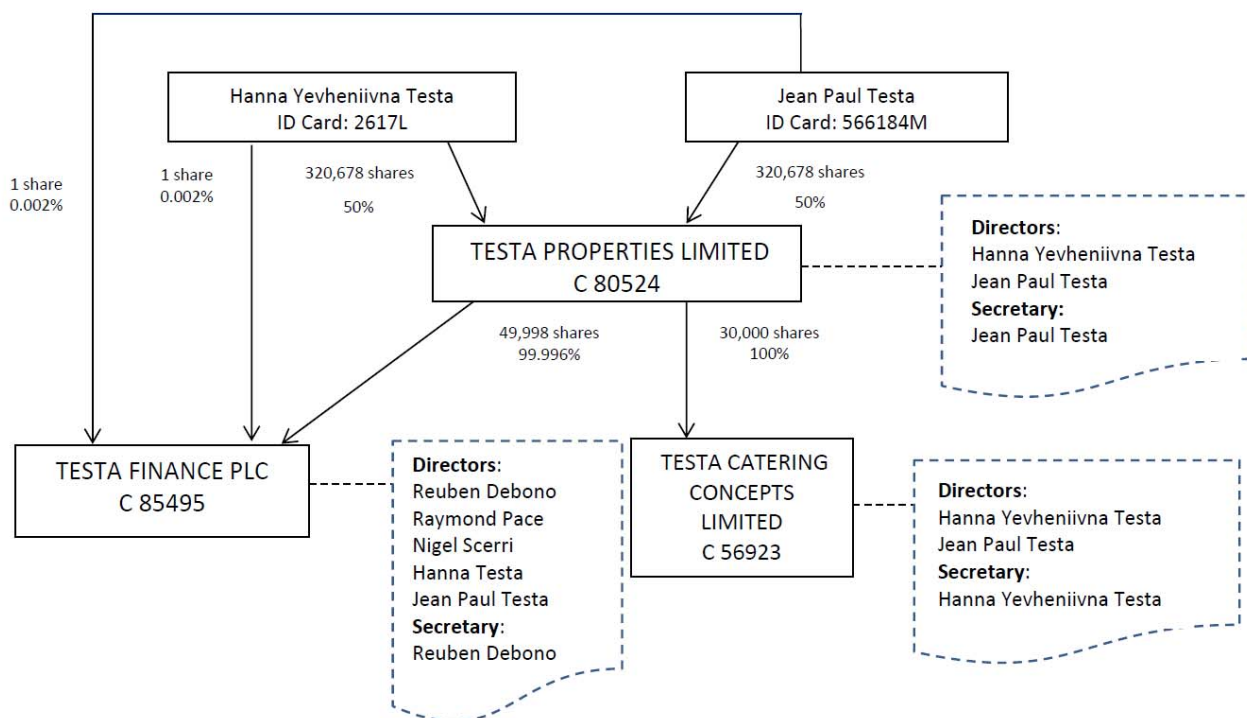 Hanna Yevheniivna Testa
ID Card: 2617L
Jean Paul Testa
ID Card: 566184M
1 share
0.002%
1 share
0.002%
320,678 shares
50%
320,678 shares
50%
TESTA PROPERTIES LIMITED
C 80524
Directors:
Hanna Yevheniivna Testa
Jean Paul Testa
Secretary:
Jean Paul Testa
49,998 shares
99.996%
30,000 shares
100%
TESTA FINANCE PLC
C 85495
Directors:
Reuben Debono
Raymond Pace
Nigel Scerri
Hanna Testa
Jean Paul Testa
Secretary:
Reuben Debono
TESTA CATERING
CONCEPTS
LIMITED
C 56923
Directors:
Hanna Yevheniivna Testa
Jean Paul Testa
Secretary:
Hanna Yevheniivna Testa